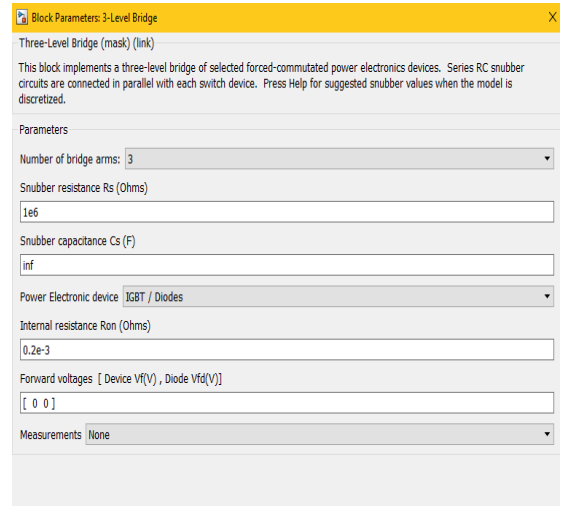 Block Parameters: 3-Level Bridge X
Three-Level Bridge (mask) (link)
This block implements a three-level bridge of selected forced-commutated power electronics devices. Series RC snubber
circuits are connected in parallel with each switch device. Press Help for suggested snubber values when the model is
discretized.
Parameters
Number of bridge arms: 3
Snubber resistance Rs (Ohms)
1e6
Snubber capacitance Cs (F)
inf
Power Electronic device IGBT / Diodes
Internal resistance Ron (Ohms)
0.2e-3
Forward voltages [ Device Vf(V) , Diode Vfd(V)]
[ 0 0 ]
Measurements None